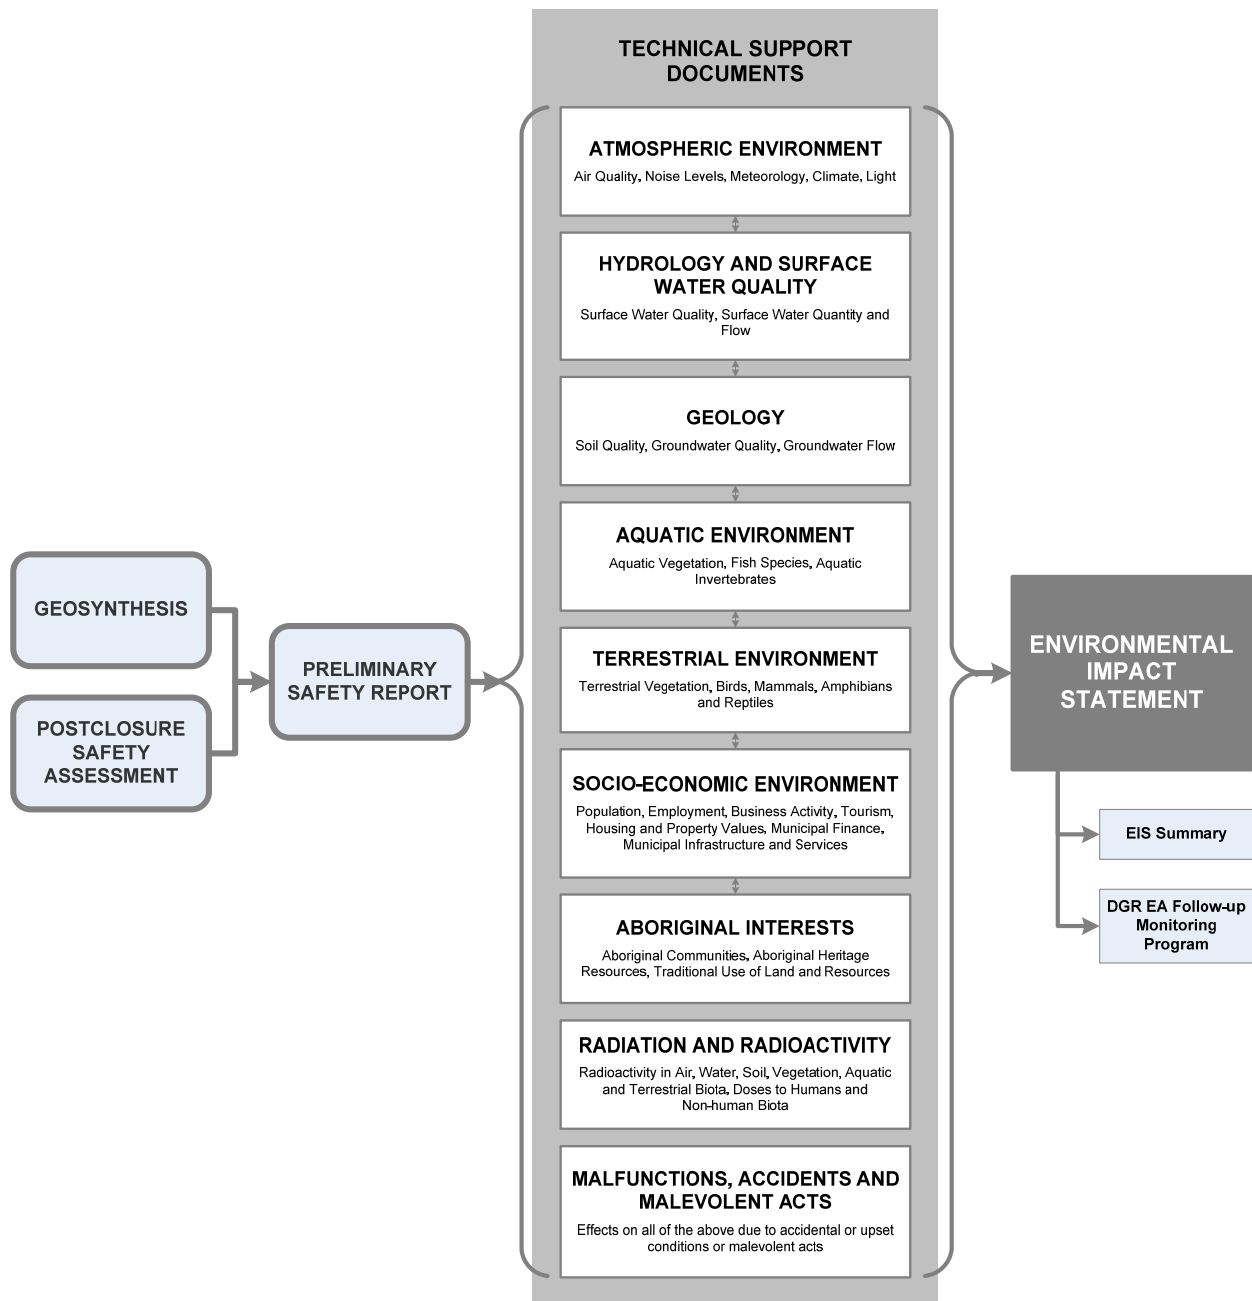 GEOSYNTHESIS
POSTCLOSURE
SAFETY
ASSESSMENT
PRELIMINARY
SAFETY REPORT
TECHNICAL SUPPORT
DOCUMENTS
ATMOSPHERIC ENVIRONMENT
Air Quality, Noise Levels, Meteorology, Climate, Light
HYDROLOGY AND SURFACE
WATER QUALITY
Surface Water Quality, Surface Water Quantity and
Flow
GEOLOGY
Soil Quality, Groundwater Quality, Groundwater Flow
AQUATIC ENVIRONMENT
Aquatic Vegetation, Fish Species, Aquatic
Invertebrates
TERRESTRIAL ENVIRONMENT
Terrestrial Vegetation, Birds, Mammals, Amphibians
and Reptiles
SOCIO-ECONOMIC ENVIRONMENT
Population, Employment, Business Activity, Tourism,
Housing and Property Values, Municipal Finance,
Municipal Infrastructure and Services
ABORIGINAL INTERESTS
Aboriginal Communities, Aboriginal Heritage
Resources, Traditional Use of Land and Resources
RADIATION AND RADIOACTIVITY
Radioactivity in Air, Water, Soil, Vegetation, Aquatic
and Terrestrial Biota, Doses to Humans and
Non-human Biota
MALFUNCTIONS, ACCIDENTS AND
MALEVOLENT ACTS
Effects on all of the above due to accidental or upset
conditions or malevolent acts
ENVIRONMENTAL
IMPACT
STATEMENT
EIS Summary
DGR EA Follow-up
Monitoring
Program